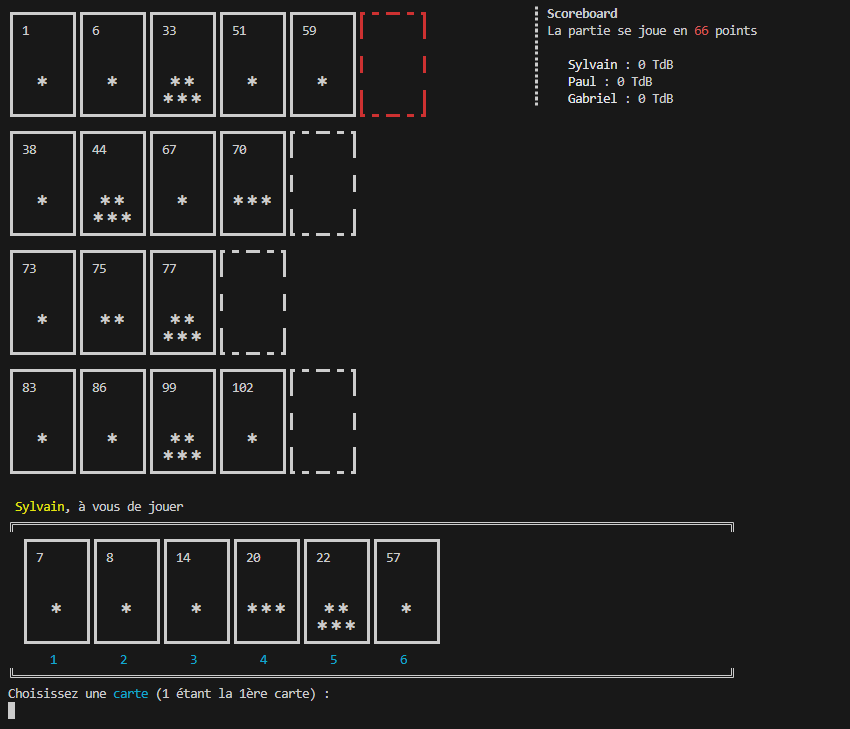 1 6 33 51 59
* * ** * *
***
Scoreboard
La partie se joue en 66 points
Sylvain : 0 TdB
Paul : 0 TdB
Gabriel : 0 TdB
38 44 67 70
* ** * ***
***
73 75 77
* ** **
***
83 86 99 102
* * ** *
***
Sylvain, à vous de jouer
7 8 14 20 22 57
* * * *** ** *
***
1 2 3 4 5 6
Choisissez une carte (1 étant la 1ère carte) :